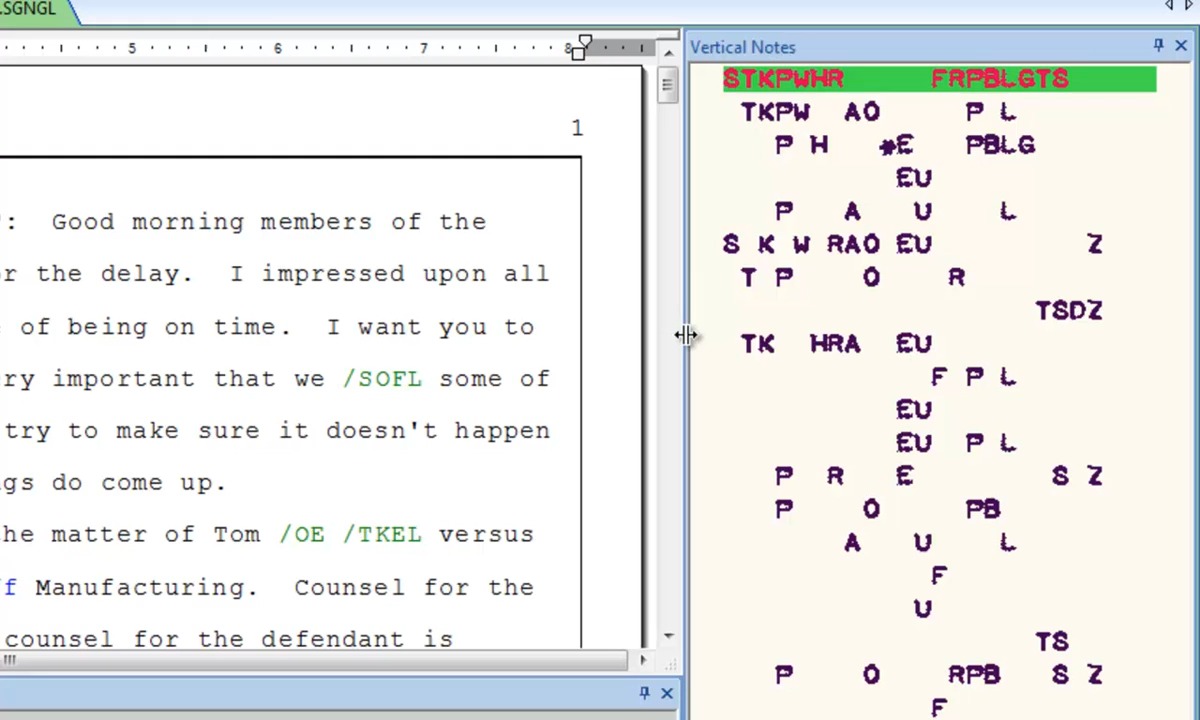 .SGNGL
5 6 7 8
1
: Good morning members of the
or the delay. I impressed upon all
e of being on time. I want you to
ry important that we /SOFL some of
try to make sure it doesn't happen
ngs do come up.
he matter of Tom /OE /TKEL versus
ff Manufacturing. Counsel for the
counsel for the defendant is
Vertical Notes
STKPWHR FRPBLGTS
TKPW AO P L
P H *E PBLG
EU
P A U L
S K W RAO EU Z
T P O R
TSDZ
TK HRA EU
F P L
EU
EU P L
P R E S Z
P O PB
A U L
F
U
TS
P O RPB S Z
F